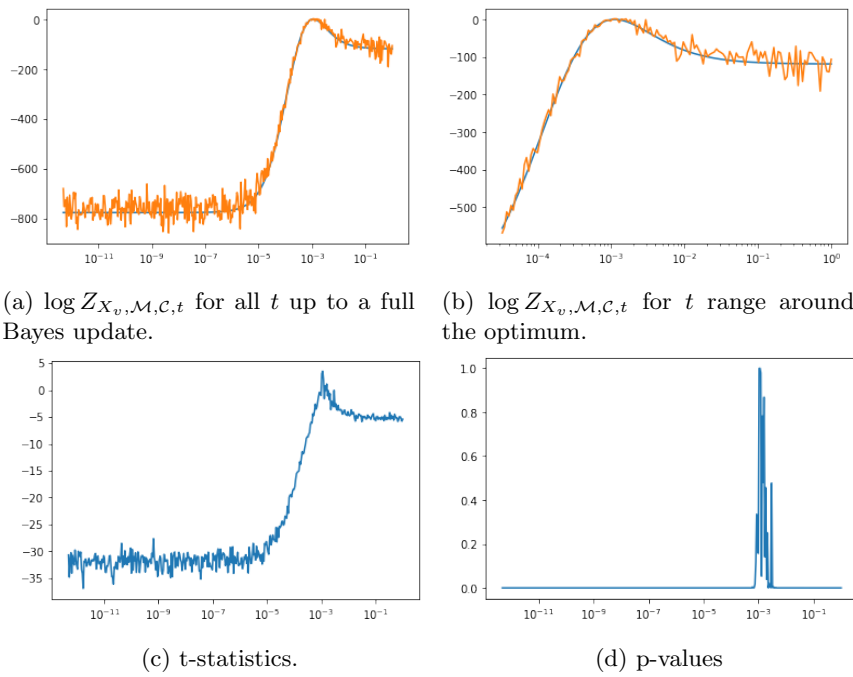 0
−200
−400
−600
−800
10⁻¹¹ 10⁻⁹ 10⁻⁷ 10⁻⁵ 10⁻³ 10⁻¹
0
−100
−200
−300
−400
−500
10⁻⁴ 10⁻³ 10⁻² 10⁻¹ 10⁰
(a) log Z_{X_v,ℳ,𝒞,t} for all t up to a full
Bayes update.
(b) log Z_{X_v,ℳ,𝒞,t} for t range around
the optimum.
5
0
−5
−10
−15
−20
−25
−30
−35
10⁻¹¹ 10⁻⁹ 10⁻⁷ 10⁻⁵ 10⁻³ 10⁻¹
1.0
0.8
0.6
0.4
0.2
0.0
10⁻¹¹ 10⁻⁹ 10⁻⁷ 10⁻⁵ 10⁻³ 10⁻¹
(c) t-statistics.
(d) p-values